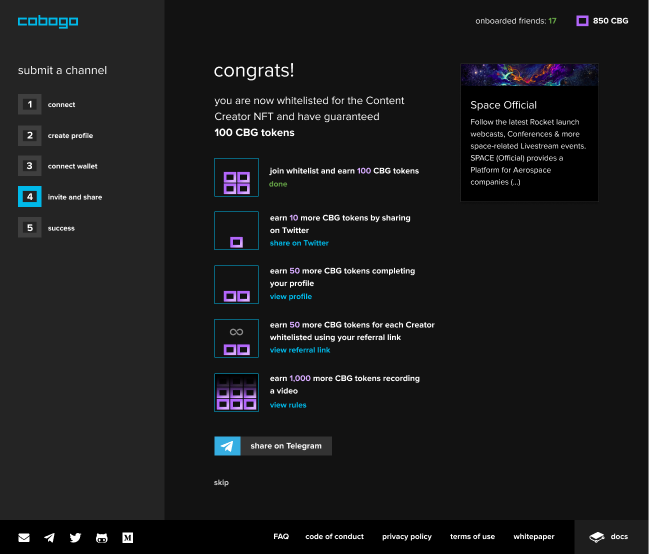 cobogo
onboarded friends: 17
850 CBG
submit a channel
1 connect
2 create profile
3 connect wallet
4 invite and share
5 success
congrats!
you are now whitelisted for the Content
Creator NFT and have guaranteed
100 CBG tokens
join whitelist and earn 100 CBG tokens
done
earn 10 more CBG tokens by sharing
on Twitter
share on Twitter
earn 50 more CBG tokens completing
your profile
view profile
earn 50 more CBG tokens for each Creator
whitelisted using your referral link
view referral link
earn 1,000 more CBG tokens recording
a video
view rules
share on Telegram
skip
Space Official
Follow the latest Rocket launch
webcasts, Conferences & more
space-related Livestream events.
SPACE (Official) provides a
Platform for Aerospace
companies (...)
FAQ
code of conduct
privacy policy
terms of use
whitepaper
docs